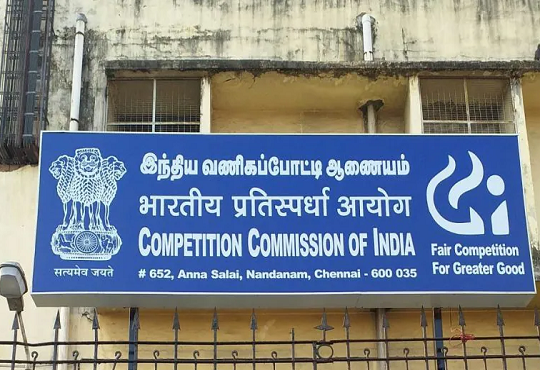 இந்திய வணிகப்போட்டி ஆணையம்
भारतीय प्रतिस्पर्धा आयोग
COMPETITION COMMISSION OF INDIA
# 652, Anna Salai, Nandanam, Chennai - 600 035
सत्यमेव जयते
Fair Competition
For Greater Good